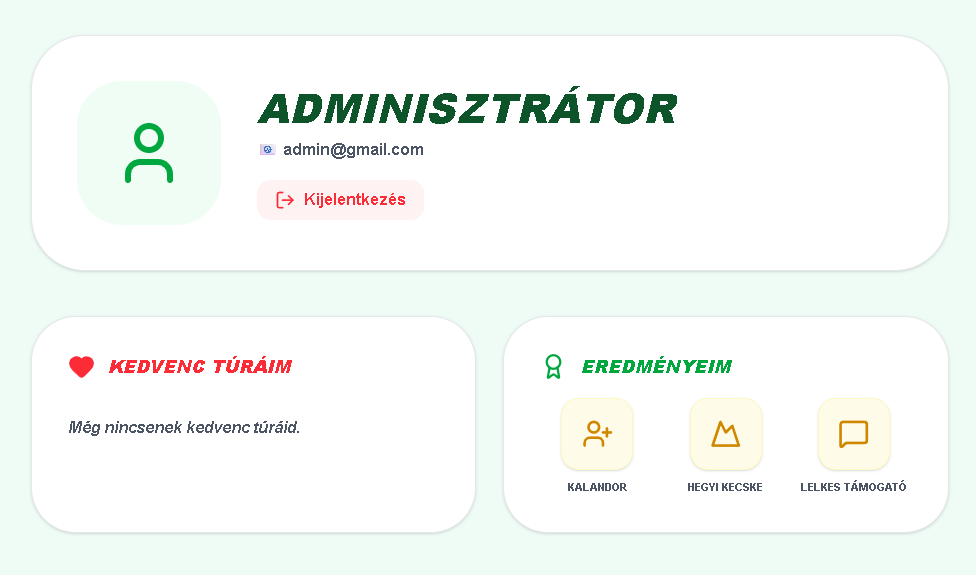 ADMINISZTRÁTOR
admin@gmail.com
Kijelentkezés
KEDVENC TÚRÁIM
Még nincsenek kedvenc túráid.
EREDMÉNYEIM
KALANDOR
HEGYI KECSKE
LELKES TÁMOGATÓ